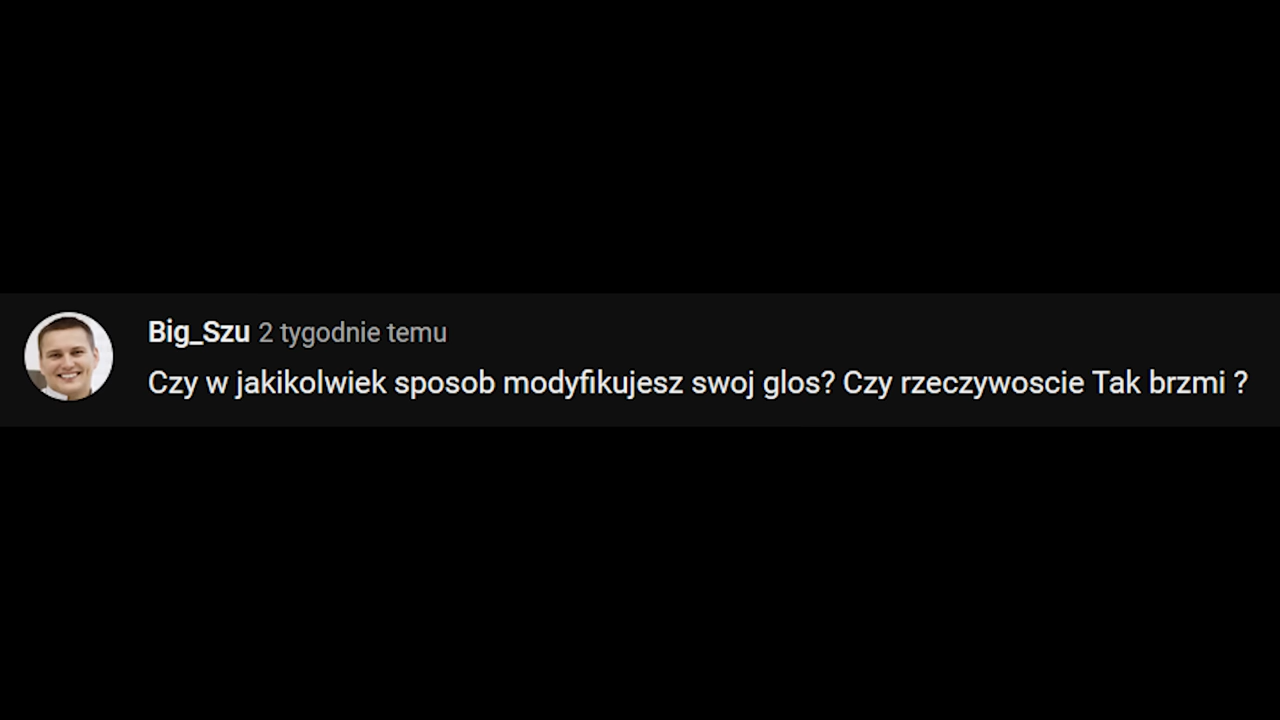 Big_Szu 2 tygodnie temu
Czy w jakikolwiek sposob modyfikujesz swoj glos? Czy rzeczywoscie Tak brzmi ?